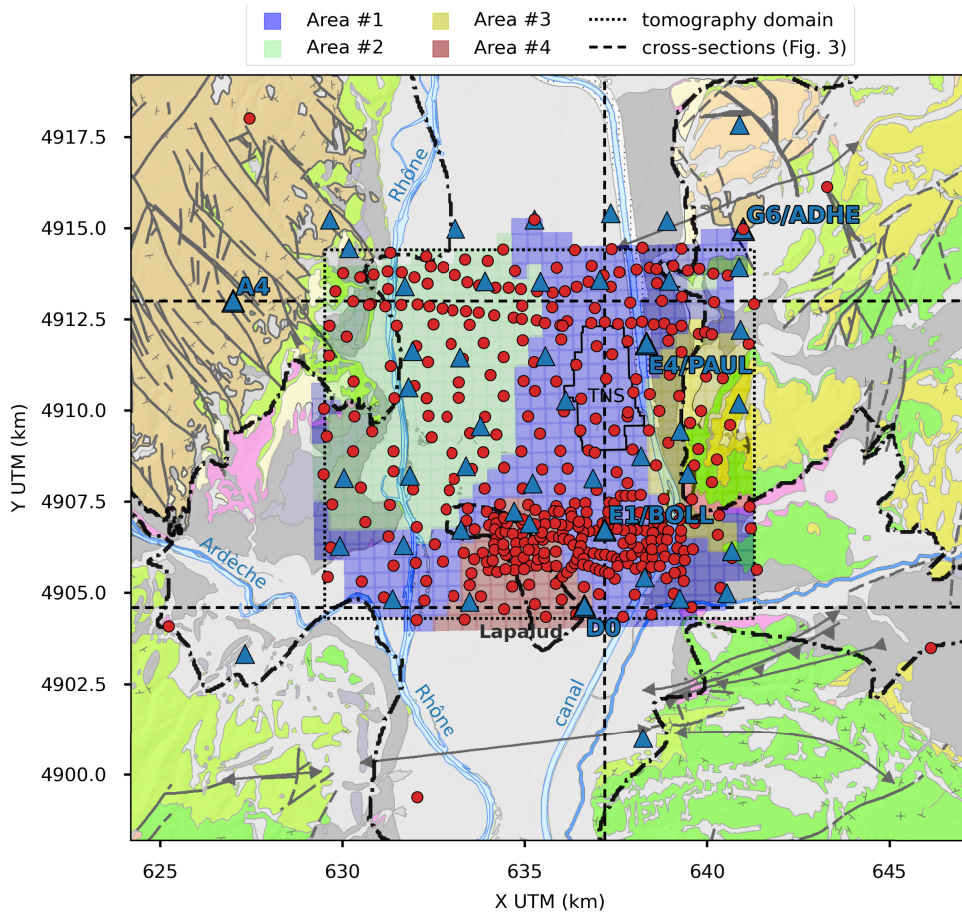 Area #1 Area #3 tomography domain
Area #2 Area #4 cross-sections (Fig. 3)
4917.5
Rhône
G6/ADHE
4915.0
A4
4912.5
E4/PAUL
TNS
4910.0
Y UTM (km)
4907.5
E1/BOLL
Ardèche
4905.0
D0
Lapalud
4902.5
Rhône
canal
4900.0
625 630 635 640 645
X UTM (km)